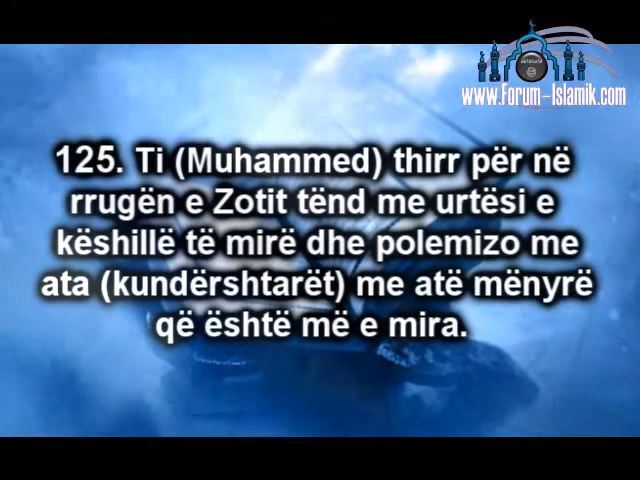 www.Forum-Islamik.com
125. Ti (Muhammed) thirr për në
rrugën e Zotit tënd me urtësi e
këshillë të mirë dhe polemizo me
ata (kundërshtarët) me atë mënyrë
që është më e mira.